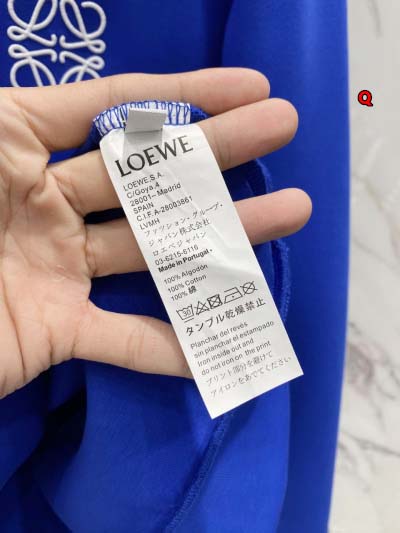 Q
LOEWE
LOEWE.S.A.
C/Goya.4
28001- Madrid
SPAIN
C.I.F.A-28003861
LVMH
ファッション・グループ・
ジャパン株式会社
ロエベジャパン
03-6215-6116
Made in Portugal.
100% Algodón
100% Cotton
100% 綿
30
タンブル乾燥禁止
Planchar del revés
sin planchar el estampado
Iron inside out and
do not iron on the print
プリント部分を避けて
アイロンをあててください